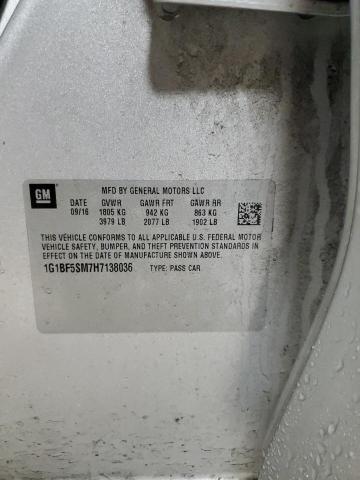 GM
MFD BY GENERAL MOTORS LLC
DATE GVWR GAWR FRT GAWR RR
09/16 1805 KG 942 KG 863 KG
3979 LB 2077 LB 1902 LB
THIS VEHICLE CONFORMS TO ALL APPLICABLE U.S. FEDERAL MOTOR
VEHICLE SAFETY, BUMPER, AND THEFT PREVENTION STANDARDS
IN EFFECT ON THE DATE OF MANUFACTURE SHOWN ABOVE.
1G1BF5SM7H7138036 TYPE: PASS CAR